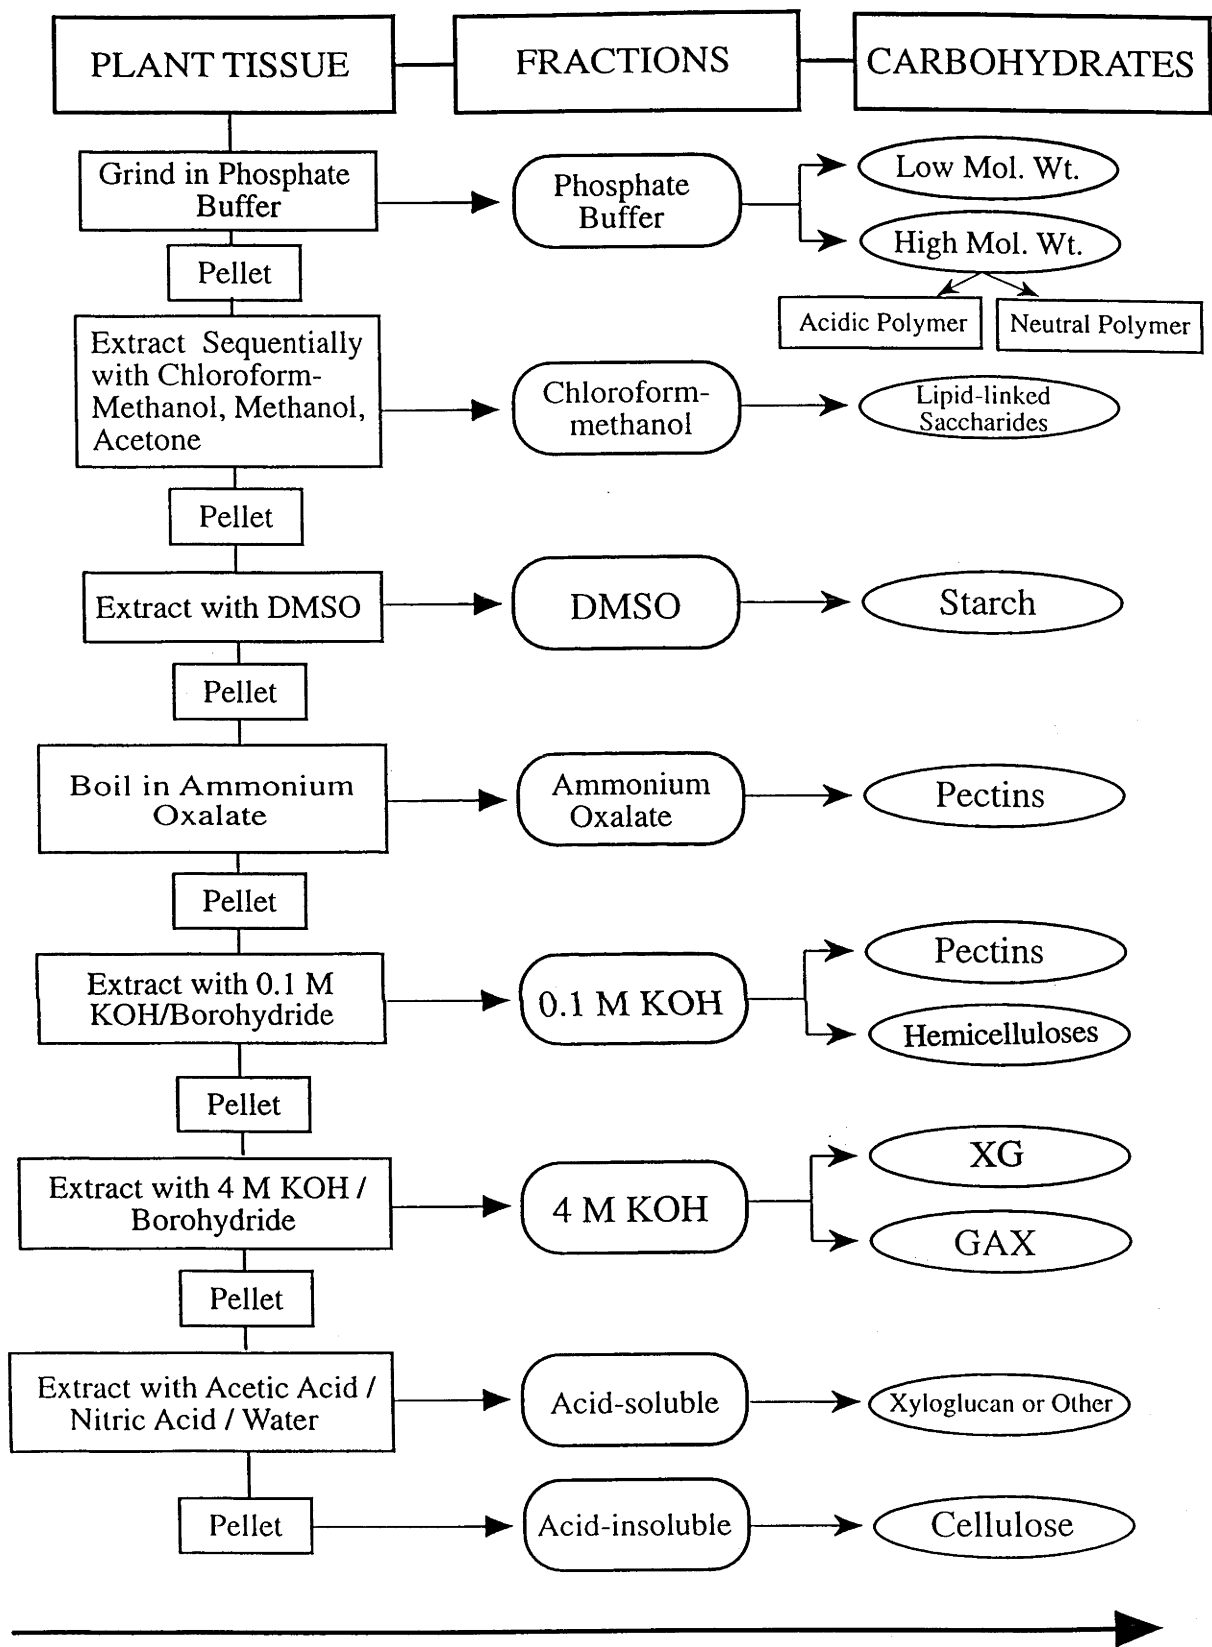 PLANT TISSUE
FRACTIONS
CARBOHYDRATES
Grind in Phosphate
Buffer
Phosphate
Buffer
Low Mol. Wt.
High Mol. Wt.
Acidic Polymer
Neutral Polymer
Pellet
Extract Sequentially
with Chloroform-
Methanol, Methanol,
Acetone
Chloroform-
methanol
Lipid-linked
Saccharides
Pellet
Extract with DMSO
DMSO
Starch
Pellet
Boil in Ammonium
Oxalate
Ammonium
Oxalate
Pectins
Pellet
Extract with 0.1 M
KOH/Borohydride
0.1 M KOH
Pectins
Hemicelluloses
Pellet
Extract with 4 M KOH /
Borohydride
4 M KOH
XG
GAX
Pellet
Extract with Acetic Acid /
Nitric Acid / Water
Acid-soluble
Xyloglucan or Other
Pellet
Acid-insoluble
Cellulose